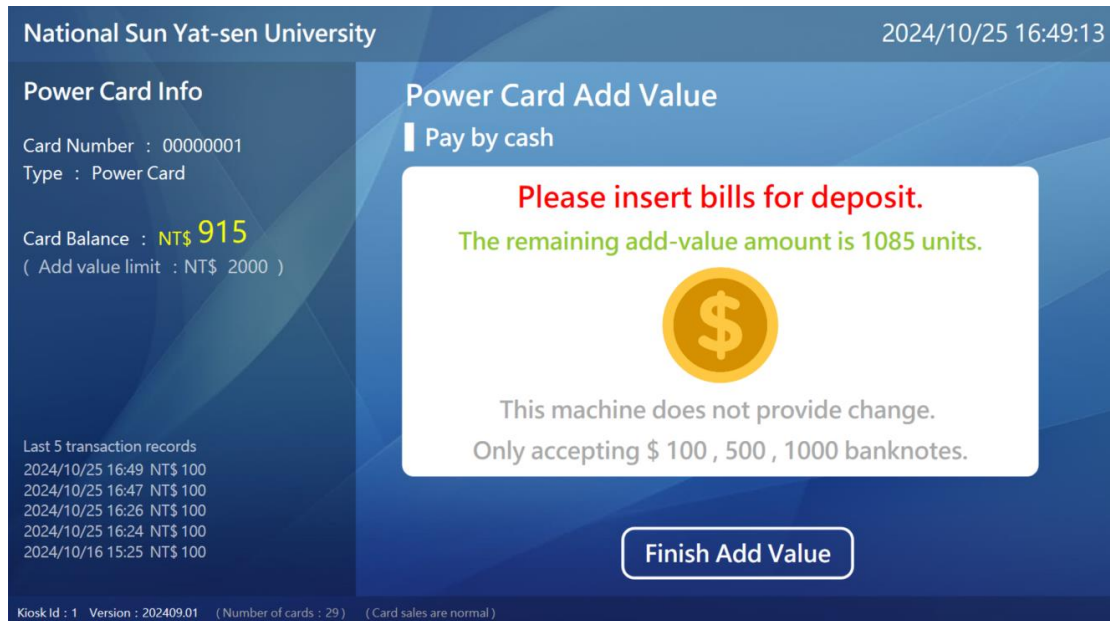 National Sun Yat-sen University
2024/10/25 16:49:13
Power Card Info
Card Number : 00000001
Type : Power Card
Card Balance : NT$ 915
( Add value limit : NT$ 2000 )
Last 5 transaction records
2024/10/25 16:49 NT$ 100
2024/10/25 16:47 NT$ 100
2024/10/25 16:26 NT$ 100
2024/10/25 16:24 NT$ 100
2024/10/16 15:25 NT$ 100
Power Card Add Value
Pay by cash
Please insert bills for deposit.
The remaining add-value amount is 1085 units.
$
This machine does not provide change.
Only accepting $ 100 , 500 , 1000 banknotes.
Finish Add Value
Kiosk Id : 1 Version : 202409.01 ( Number of cards : 29 ) ( Card sales are normal )